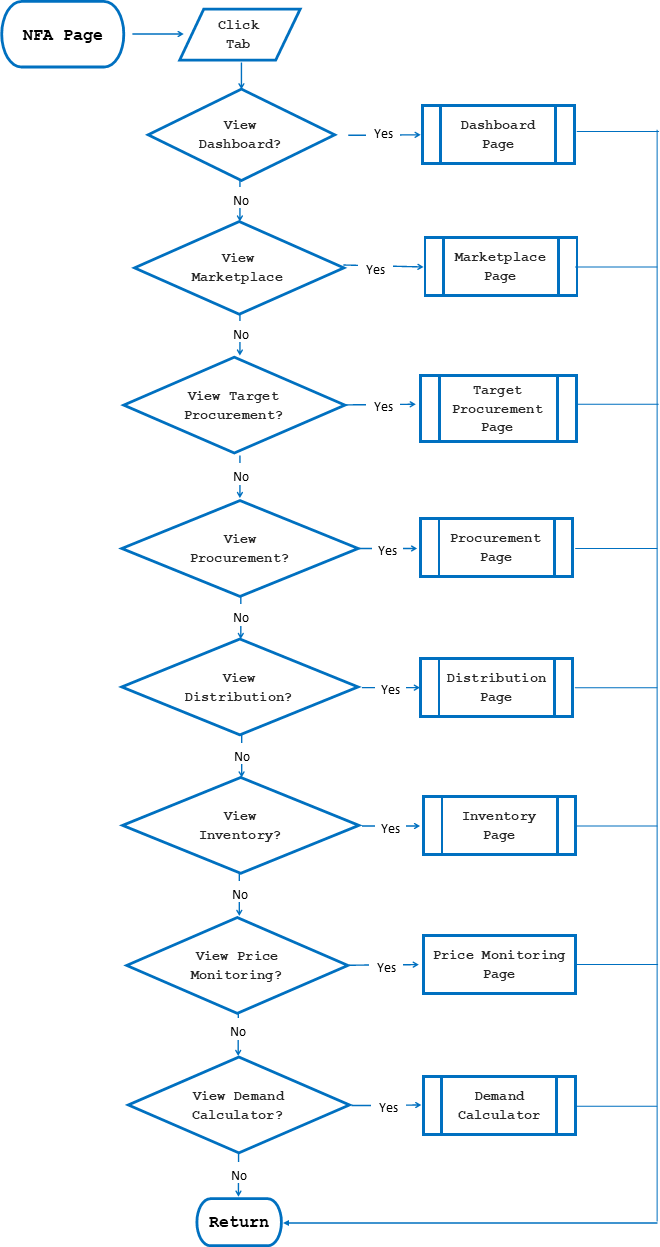 NFA Page
Click
Tab
View
Dashboard?
Yes
Dashboard
Page
No
View
Marketplace
Yes
Marketplace
Page
No
View Target
Procurement?
Yes
Target
Procurement
Page
No
View
Procurement?
Yes
Procurement
Page
No
View
Distribution?
Yes
Distribution
Page
No
View
Inventory?
Yes
Inventory
Page
No
View Price
Monitoring?
Yes
Price Monitoring
Page
No
View Demand
Calculator?
Yes
Demand
Calculator
No
Return